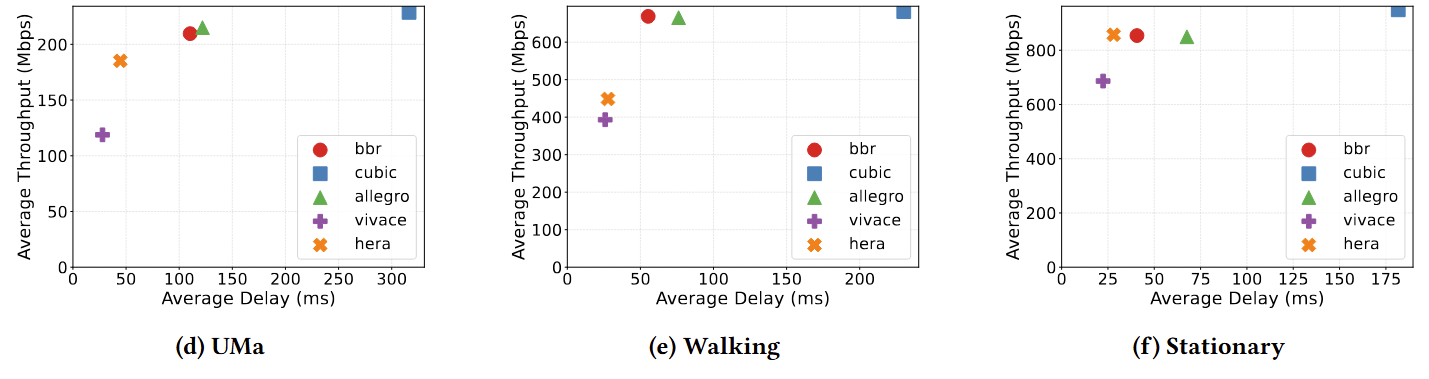 Average Throughput (Mbps)
200
150
100
50
0
0 50 100 150 200 250 300
Average Delay (ms)
bbr
cubic
allegro
vivace
hera
(d) UMa
Average Throughput (Mbps)
600
500
400
300
200
100
0
0 50 100 150 200
Average Delay (ms)
bbr
cubic
allegro
vivace
hera
(e) Walking
Average Throughput (Mbps)
800
600
400
200
0
0 25 50 75 100 125 150 175
Average Delay (ms)
bbr
cubic
allegro
vivace
hera
(f) Stationary